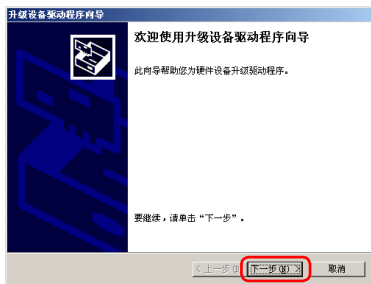 升级设备驱动程序向导
欢迎使用升级设备驱动程序向导
此向导帮助您为硬件设备升级驱动程序。
要继续，请单击“下一步”。
< 上一步(B) 下一步(N) > 取消